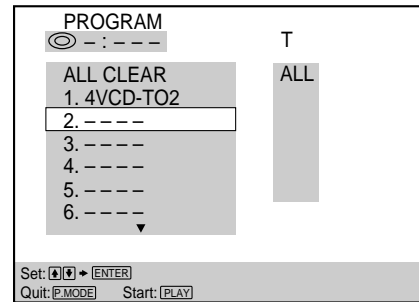 PROGRAM
– : – – – T
ALL CLEAR ALL
1. 4VCD-TO2
2. – – – –
3. – – – –
4. – – – –
5. – – – –
6. – – – –
Set: ENTER
Quit: P.MODE Start: PLAY